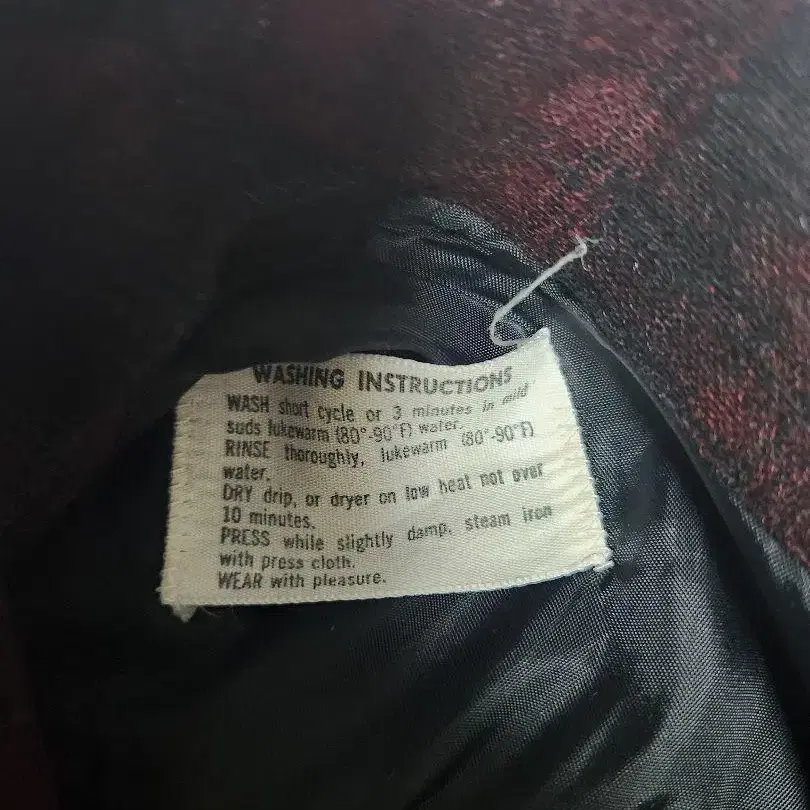 WASHING INSTRUCTIONS
WASH short cycle or 3 minutes in mild
suds lukewarm (80°-90°F) water.
RINSE thoroughly, lukewarm (80°-90°F)
water.
DRY drip, or dryer on low heat not over
10 minutes.
PRESS while slightly damp, steam iron
with press cloth.
WEAR with pleasure.